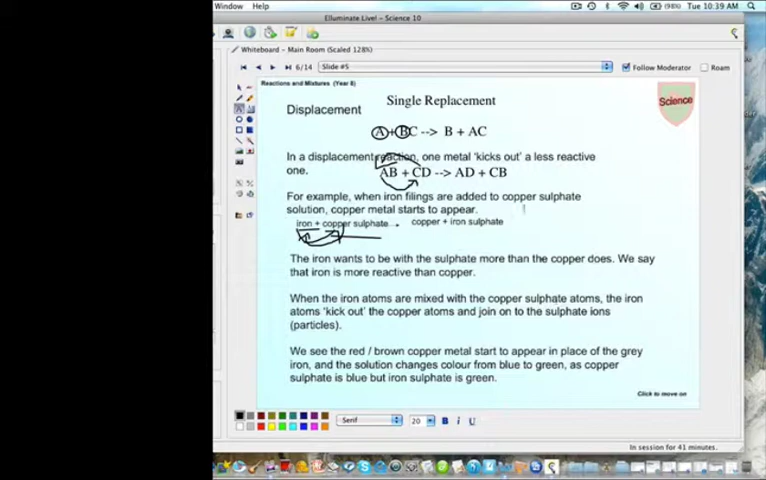 Window Help
(98%) Tue 10:39 AM
Elluminate Live! - Science 10
Whiteboard - Main Room (Scaled 128%)
6/14 Slide #5 Follow Moderator Roam
Reactions and Mixtures (Year 8)
Science
Single Replacement
Displacement
A + BC --> B + AC
In a displacement reaction, one metal 'kicks out' a less reactive
one.
AB + CD --> AD + CB
For example, when iron filings are added to copper sulphate
solution, copper metal starts to appear.
iron + copper sulphate copper + iron sulphate
The iron wants to be with the sulphate more than the copper does. We say
that iron is more reactive than copper.
When the iron atoms are mixed with the copper sulphate atoms, the iron
atoms 'kick out' the copper atoms and join on to the sulphate ions
(particles).
We see the red / brown copper metal start to appear in place of the grey
iron, and the solution changes colour from blue to green, as copper
sulphate is blue but iron sulphate is green.
Click to move on
Serif 20 B i U
In session for 41 minutes.